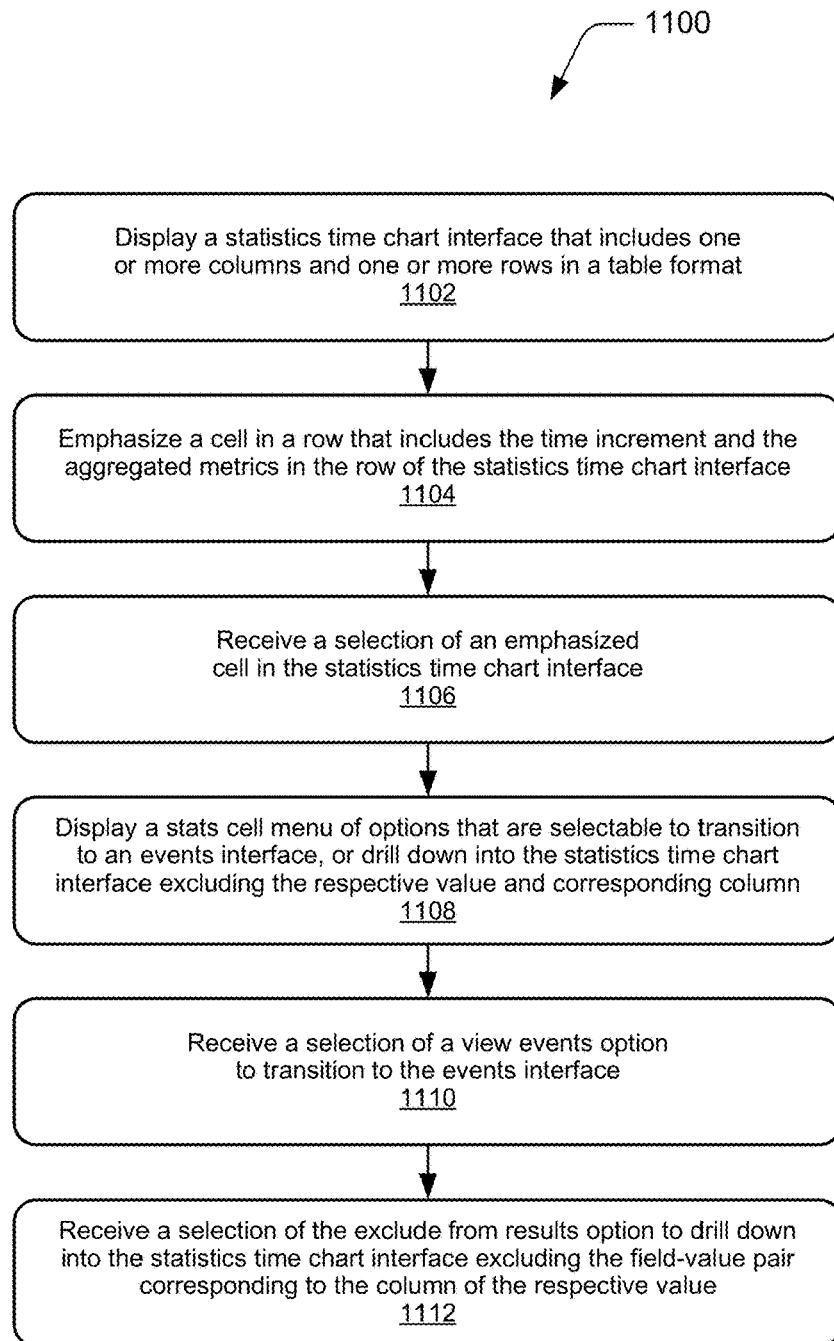 1100
Display a statistics time chart interface that includes one
or more columns and one or more rows in a table format
1102
Emphasize a cell in a row that includes the time increment and the
aggregated metrics in the row of the statistics time chart interface
1104
Receive a selection of an emphasized
cell in the statistics time chart interface
1106
Display a stats cell menu of options that are selectable to transition
to an events interface, or drill down into the statistics time chart
interface excluding the respective value and corresponding column
1108
Receive a selection of a view events option
to transition to the events interface
1110
Receive a selection of the exclude from results option to drill down
into the statistics time chart interface excluding the field-value pair
corresponding to the column of the respective value
1112